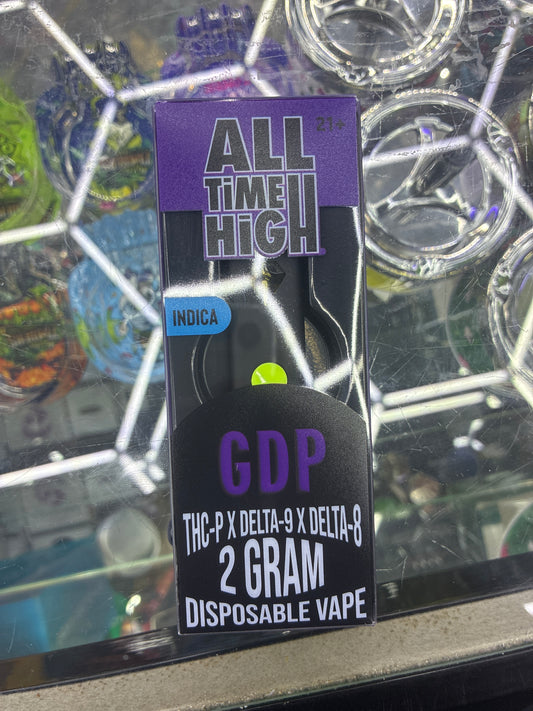 21+
ALL
TiME
HiGH
INDICA
GDP
THC-P X DELTA-9 X DELTA-8
2 GRAM
DISPOSABLE VAPE